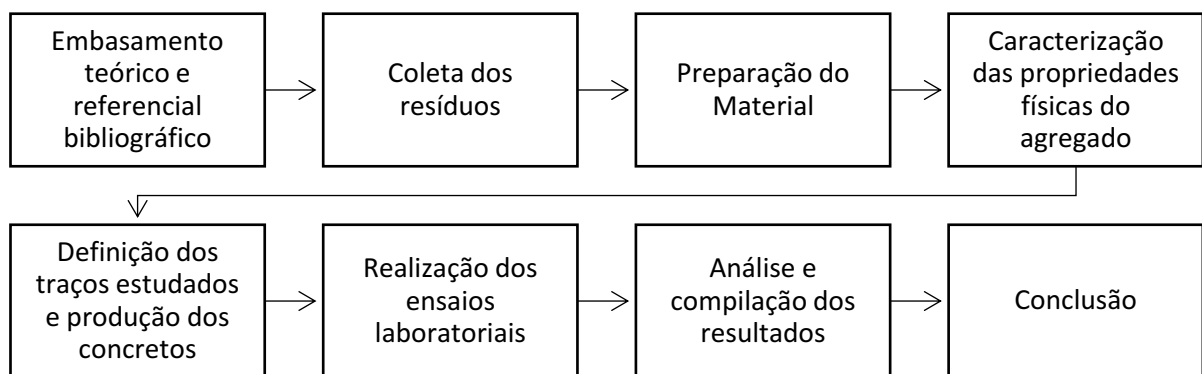 Embasamento
teórico e
referencial
bibliográfico
Coleta dos
resíduos
Preparação do
Material
Caracterização
das propriedades
físicas do
agregado
Definição dos
traços estudados
e produção dos
concretos
Realização dos
ensaios
laboratoriais
Análise e
compilação dos
resultados
Conclusão